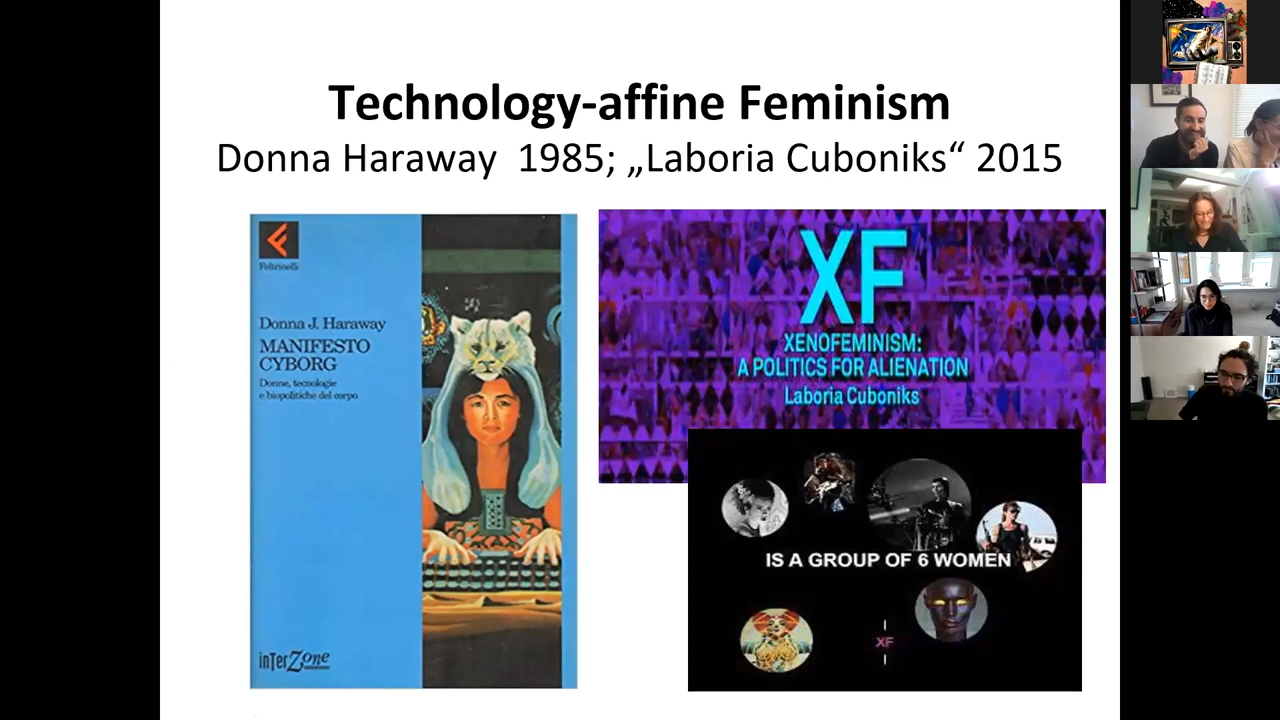 Technology-affine Feminism
Donna Haraway 1985; „Laboria Cuboniks“ 2015
Feltrinelli
Donna J. Haraway
MANIFESTO
CYBORG
Donne, tecnologie
e biopolitiche del corpo
inTerZone
XF
XENOFEMINISM:
A POLITICS FOR ALIENATION
Laboria Cuboniks
IS A GROUP OF 6 WOMEN
XF